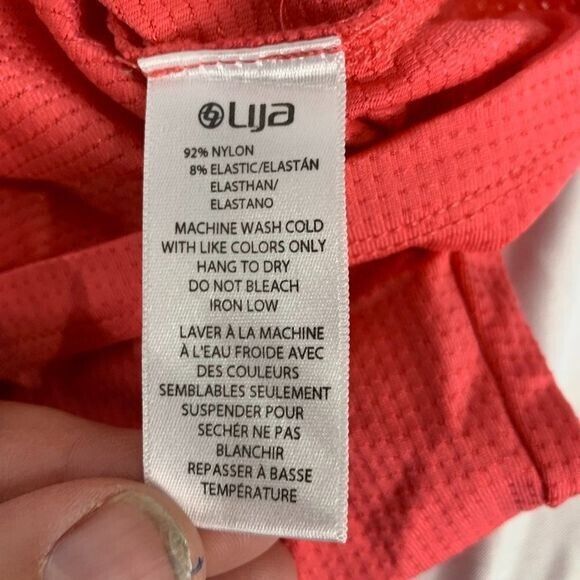 Lija
92% NYLON
8% ELASTIC/ELASTÁN
ELASTHAN/
ELASTANO
MACHINE WASH COLD
WITH LIKE COLORS ONLY
HANG TO DRY
DO NOT BLEACH
IRON LOW
LAVER À LA MACHINE
À L'EAU FROIDE AVEC
DES COULEURS
SEMBLABLES SEULEMENT
SUSPENDER POUR
SECHÉR NE PAS
BLANCHIR
REPASSER À BASSE
TEMPÉRATURE